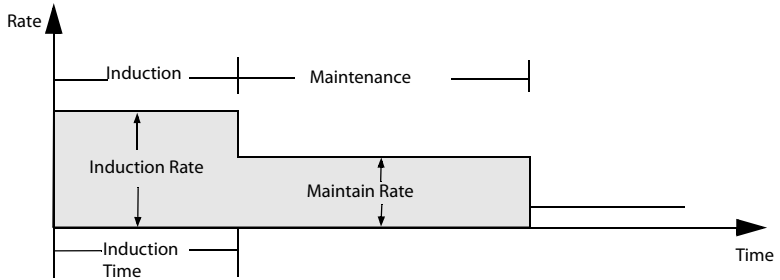 Rate
Induction
Maintenance
Induction Rate
Maintain Rate
Induction
Time
Time